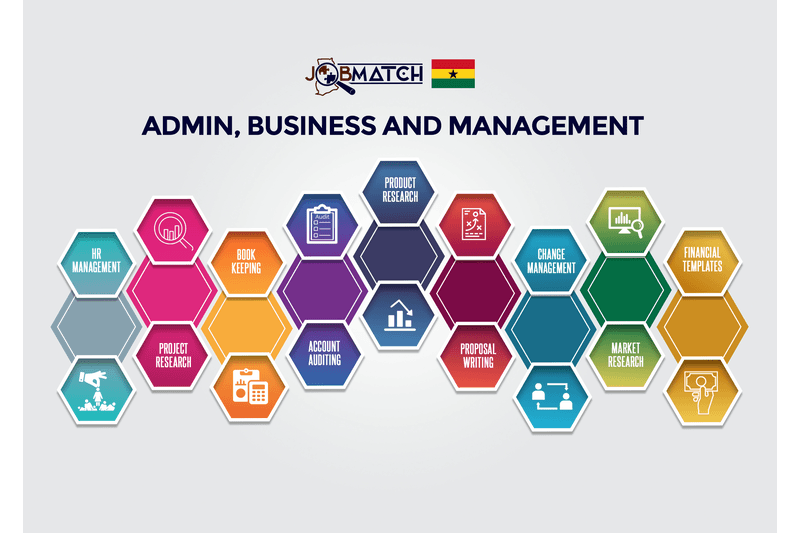 JOBMATCH
ADMIN, BUSINESS AND MANAGEMENT
HR
MANAGEMENT
PROJECT
RESEARCH
BOOK
KEEPING
Audit
ACCOUNT
AUDITING
PRODUCT
RESEARCH
PROPOSAL
WRITING
CHANGE
MANAGEMENT
MARKET
RESEARCH
FINANCIAL
TEMPLATES